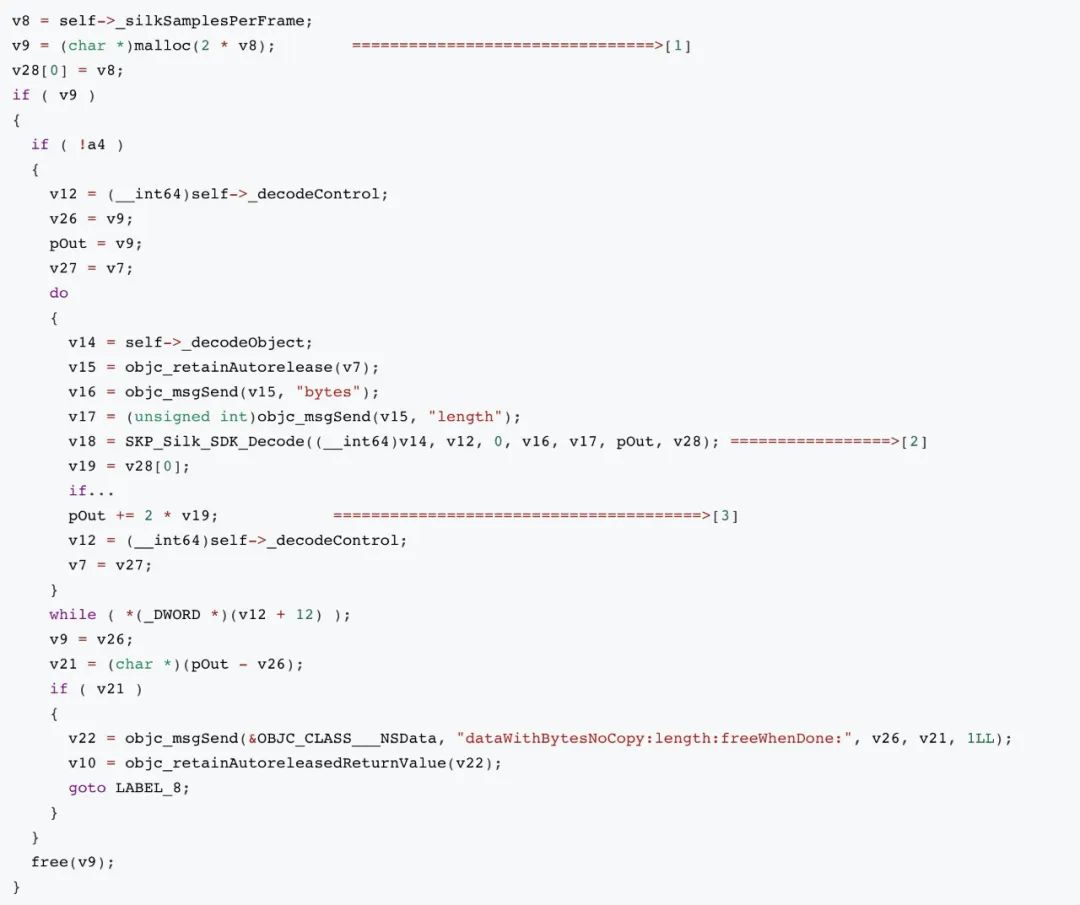 v8 = self->_silkSamplesPerFrame;
v9 = (char *)malloc(2 * v8);        ================================>[1]
v28[0] = v8;
if ( v9 )
{
  if ( !a4 )
  {
    v12 = (__int64)self->_decodeControl;
    v26 = v9;
    pOut = v9;
    v27 = v7;
    do
    {
      v14 = self->_decodeObject;
      v15 = objc_retainAutorelease(v7);
      v16 = objc_msgSend(v15, "bytes");
      v17 = (unsigned int)objc_msgSend(v15, "length");
      v18 = SKP_Silk_SDK_Decode((__int64)v14, v12, 0, v16, v17, pOut, v28); =================>[2]
      v19 = v28[0];
      if...
      pOut += 2 * v19;            =======================================>[3]
      v12 = (__int64)self->_decodeControl;
      v7 = v27;
    }
    while ( *(_DWORD *)(v12 + 12) );
    v9 = v26;
    v21 = (char *)(pOut - v26);
    if ( v21 )
    {
      v22 = objc_msgSend(&OBJC_CLASS___NSData, "dataWithBytesNoCopy:length:freeWhenDone:", v26, v21, 1LL);
      v10 = objc_retainAutoreleasedReturnValue(v22);
      goto LABEL_8;
    }
  }
  free(v9);
}